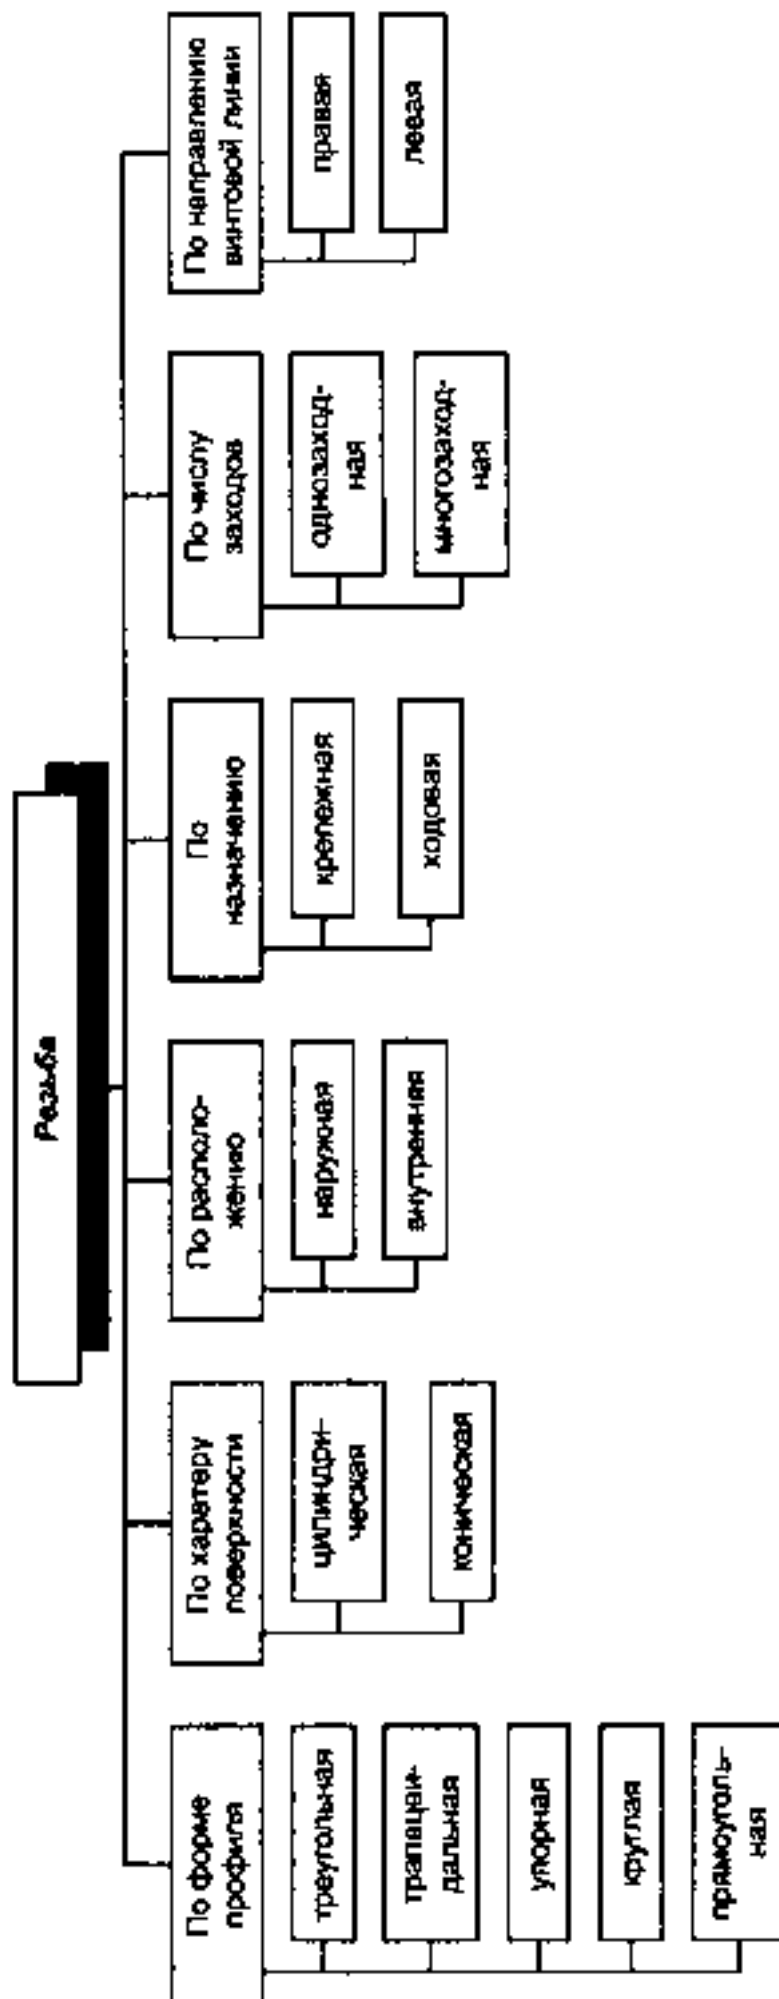 Резьба
По форме
профиля
треугольная
трапецеи-
дальная
упорная
круглая
прямоуголь-
ная
По харатеру
поверхности
цилиндри-
ческая
коническая
По располо-
жению
наружная
внутренняя
По
назначению
крепежная
ходовая
По числу
заходов
однозаход-
ная
многозаход-
ная
По направлению
винтовой линии
правая
левая